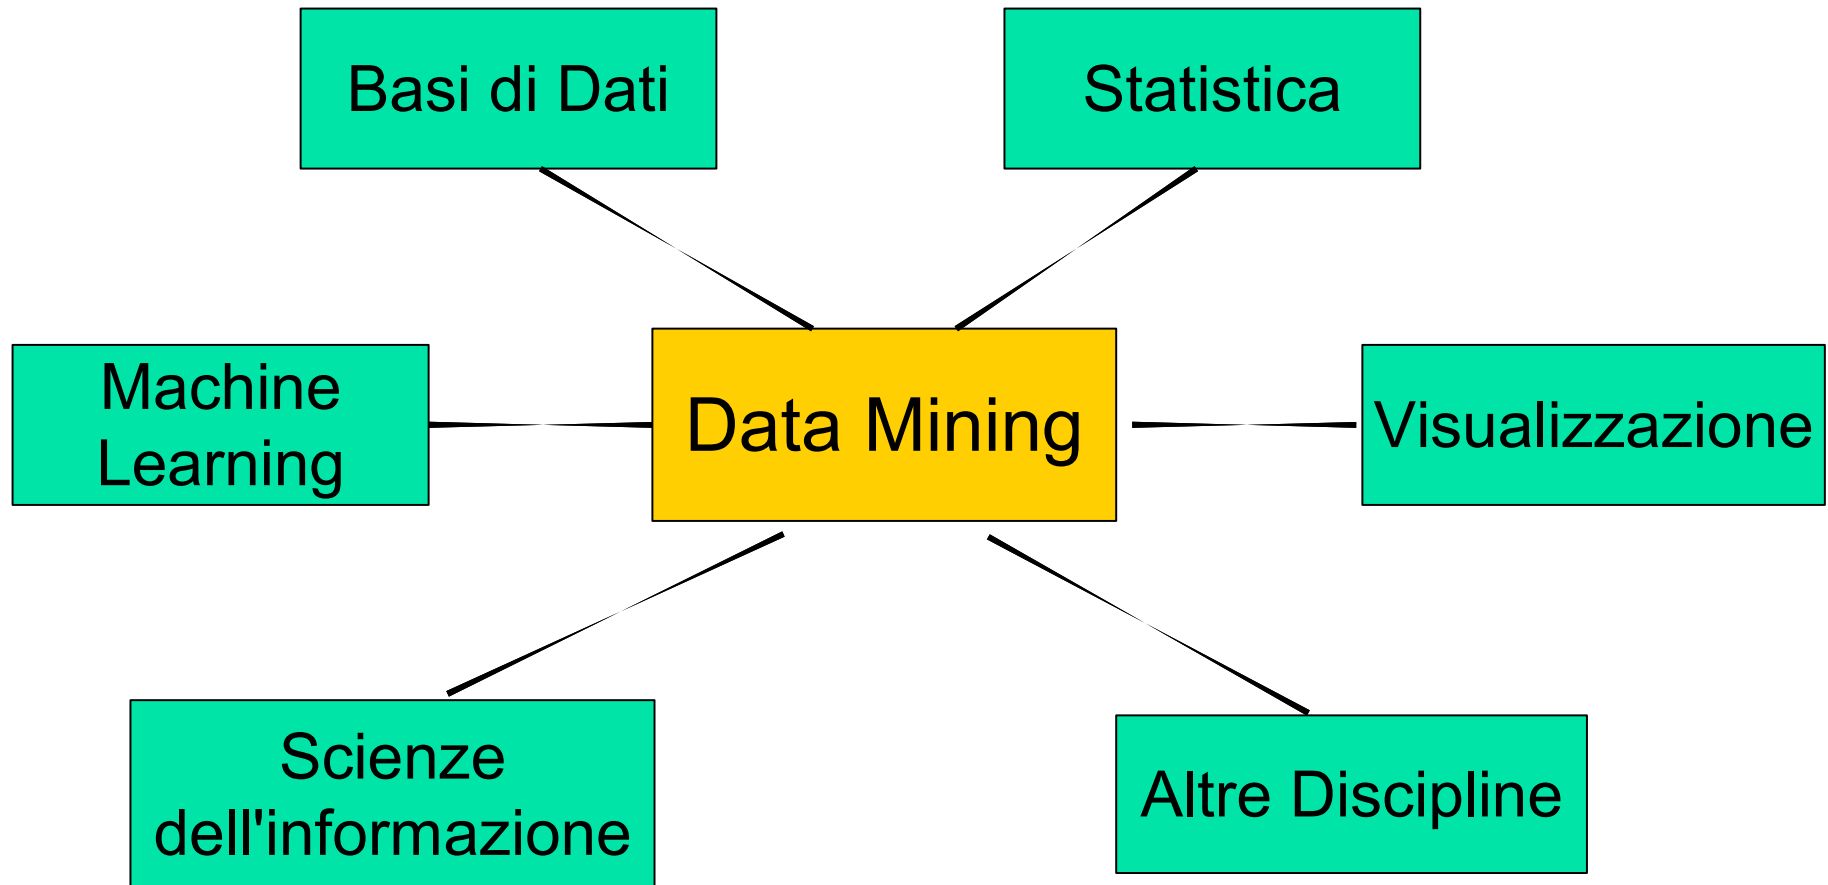 Basi di Dati
Statistica
Machine
Learning
Data Mining
Visualizzazione
Scienze
dell'informazione
Altre Discipline